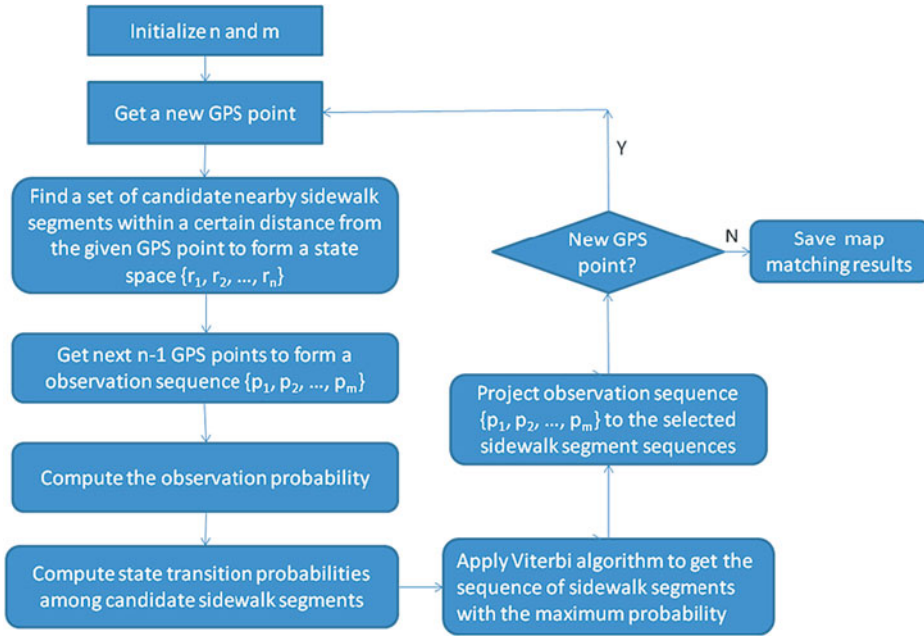 Initialize n and m
Get a new GPS point
Find a set of candidate nearby sidewalk
segments within a certain distance from
the given GPS point to form a state
space {r₁, r₂, ..., rₙ}
Get next n-1 GPS points to form a
observation sequence {p₁, p₂, ..., pₘ}
Compute the observation probability
Compute state transition probabilities
among candidate sidewalk segments
Apply Viterbi algorithm to get the
sequence of sidewalk segments
with the maximum probability
Project observation sequence
{p₁, p₂, ..., pₘ} to the selected
sidewalk segment sequences
New GPS
point?
Y
N
Save map
matching results